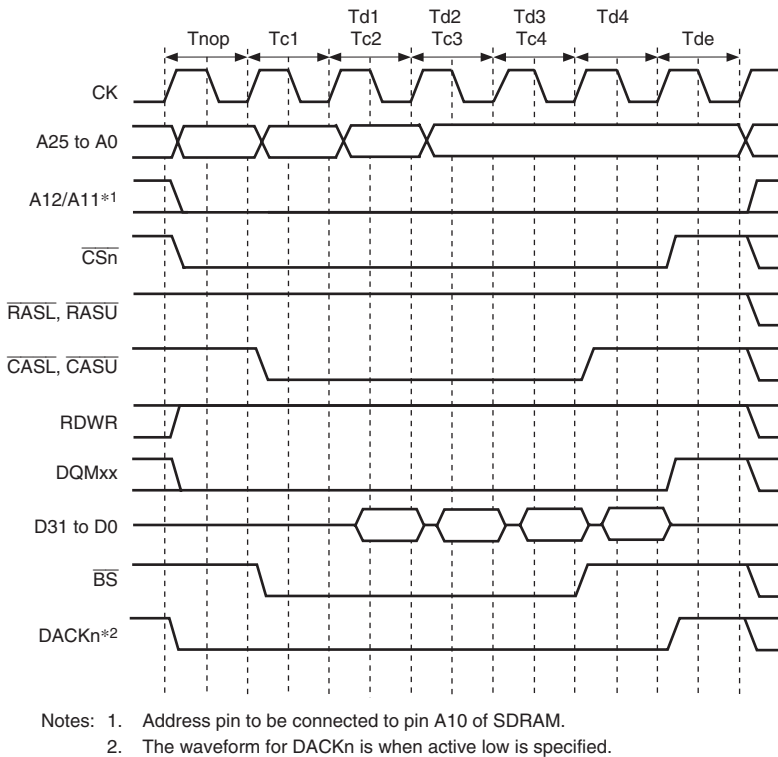 Td1 Td2 Td3 Td4
Tnop Tc1 Tc2 Tc3 Tc4 Tde
CK
A25 to A0
A12/A11*1
CSn
RASL, RASU
CASL, CASU
RDWR
DQMxx
D31 to D0
BS
DACKn*2
Notes: 1. Address pin to be connected to pin A10 of SDRAM.
2. The waveform for DACKn is when active low is specified.